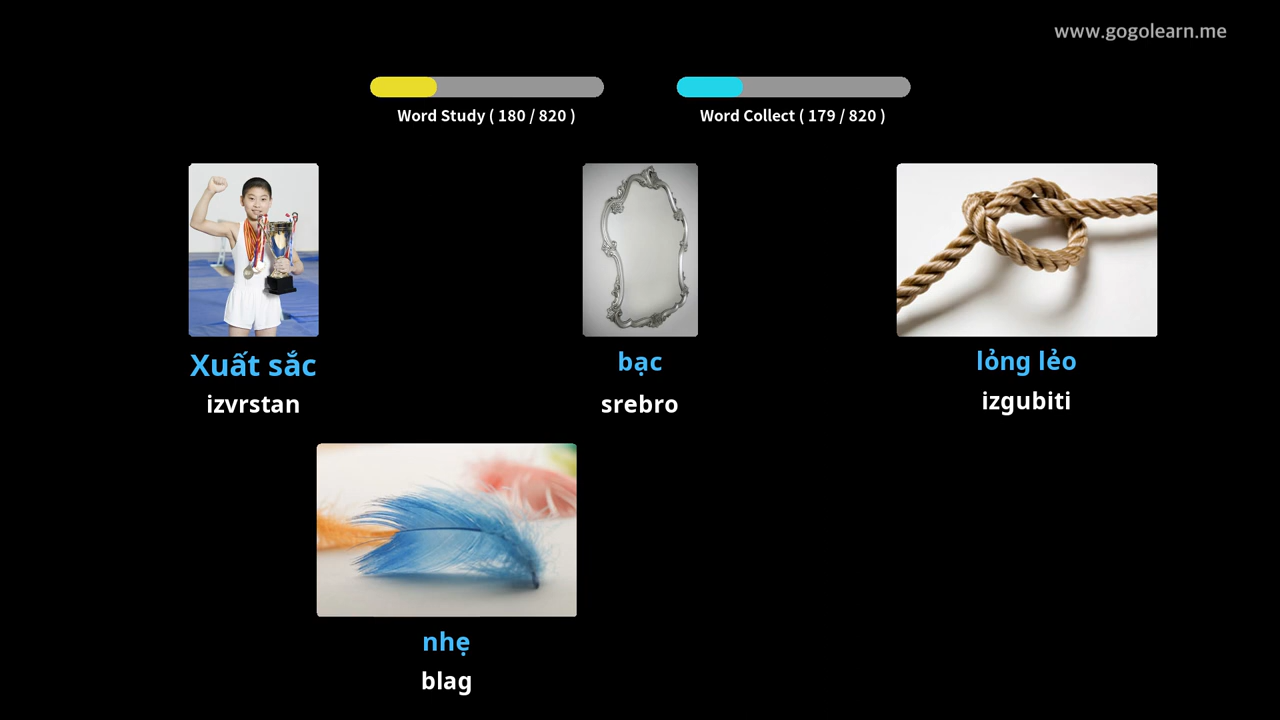 www.gogolearn.me
Word Study ( 180 / 820 )
Word Collect ( 179 / 820 )
Xuất sắc
izvrstan
bạc
srebro
lỏng lẻo
izgubiti
nhẹ
blag